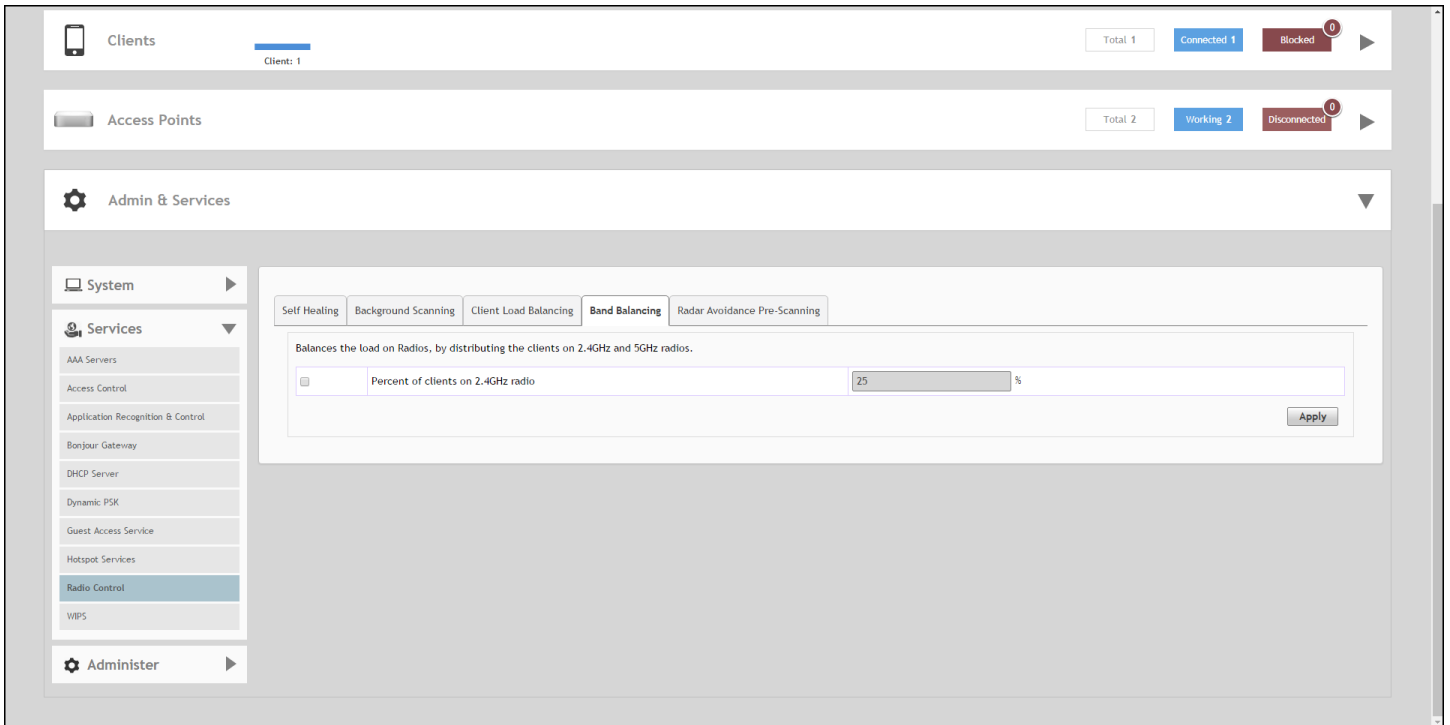 Clients
Client: 1
Total 1
Connected 1
Blocked
0
Access Points
Total 2
Working 2
Disconnected
0
Admin & Services
System
Services
AAA Servers
Access Control
Application Recognition & Control
Bonjour Gateway
DHCP Server
Dynamic PSK
Guest Access Service
Hotspot Services
Radio Control
WIPS
Administer
Self Healing
Background Scanning
Client Load Balancing
Band Balancing
Radar Avoidance Pre-Scanning
Balances the load on Radios, by distributing the clients on 2.4GHz and 5GHz radios.
Percent of clients on 2.4GHz radio
25
%
Apply